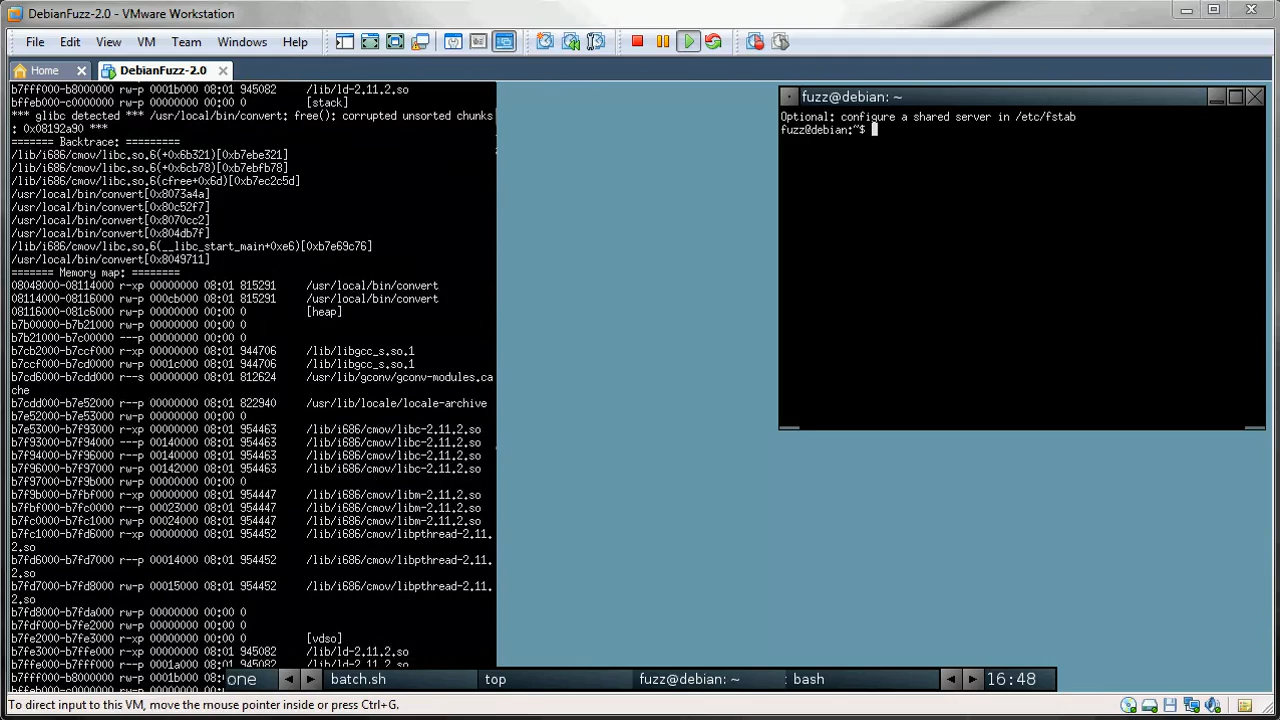 DebianFuzz-2.0 - VMware Workstation
File Edit View VM Team Windows Help
Home DebianFuzz-2.0
b7fff000-b8000000 rw-p 0001b000 08:01 945082 /lib/ld-2.11.2.so
bffeb000-c0000000 rw-p 00000000 00:00 0 [stack]
*** glibc detected *** /usr/local/bin/convert: free(): corrupted unsorted chunks
: 0x08192a90 ***
======= Backtrace: =========
/lib/i686/cmov/libc.so.6(+0x6b321)[0xb7ebe321]
/lib/i686/cmov/libc.so.6(+0x6cb78)[0xb7ebfb78]
/lib/i686/cmov/libc.so.6(cfree+0x6d)[0xb7ec2c5d]
/usr/local/bin/convert[0x8073a4a]
/usr/local/bin/convert[0x80c52f7]
/usr/local/bin/convert[0x8070cc2]
/usr/local/bin/convert[0x804db7f]
/lib/i686/cmov/libc.so.6(__libc_start_main+0xe6)[0xb7e69c76]
/usr/local/bin/convert[0x8049711]
======= Memory map: ========
08048000-08114000 r-xp 00000000 08:01 815291 /usr/local/bin/convert
08114000-08116000 rw-p 000cb000 08:01 815291 /usr/local/bin/convert
08116000-081c6000 rw-p 00000000 00:00 0 [heap]
b7b00000-b7b21000 rw-p 00000000 00:00 0
b7b21000-b7c00000 ---p 00000000 00:00 0
b7cb2000-b7ccf000 r-xp 00000000 08:01 944706 /lib/libgcc_s.so.1
b7ccf000-b7cd0000 rw-p 0001c000 08:01 944706 /lib/libgcc_s.so.1
b7cd6000-b7cdd000 r--s 00000000 08:01 812624 /usr/lib/gconv/gconv-modules.ca
che
b7cdd000-b7e52000 r--p 00000000 08:01 822940 /usr/lib/locale/locale-archive
b7e52000-b7e53000 rw-p 00000000 00:00 0
b7e53000-b7f93000 r-xp 00000000 08:01 954463 /lib/i686/cmov/libc-2.11.2.so
b7f93000-b7f94000 ---p 00140000 08:01 954463 /lib/i686/cmov/libc-2.11.2.so
b7f94000-b7f96000 r--p 00140000 08:01 954463 /lib/i686/cmov/libc-2.11.2.so
b7f96000-b7f97000 rw-p 00142000 08:01 954463 /lib/i686/cmov/libc-2.11.2.so
b7f97000-b7f9b000 rw-p 00000000 00:00 0
b7f9b000-b7fbf000 r-xp 00000000 08:01 954447 /lib/i686/cmov/libm-2.11.2.so
b7fbf000-b7fc0000 r--p 00023000 08:01 954447 /lib/i686/cmov/libm-2.11.2.so
b7fc0000-b7fc1000 rw-p 00024000 08:01 954447 /lib/i686/cmov/libm-2.11.2.so
b7fc1000-b7fd6000 r-xp 00000000 08:01 954452 /lib/i686/cmov/libpthread-2.11.
2.so
b7fd6000-b7fd7000 r--p 00014000 08:01 954452 /lib/i686/cmov/libpthread-2.11.
2.so
b7fd7000-b7fd8000 rw-p 00015000 08:01 954452 /lib/i686/cmov/libpthread-2.11.
2.so
b7fd8000-b7fda000 rw-p 00000000 00:00 0
b7fdf000-b7fe2000 rw-p 00000000 00:00 0
b7fe2000-b7fe3000 r-xp 00000000 00:00 0 [vdso]
b7fe3000-b7ffe000 r-xp 00000000 08:01 945082 /lib/ld-2.11.2.so
b7ffe000-b7fff000 r--p 0001a000 08:01 945082 /lib/ld-2.11.2.so
b7fff000-b8000000 rw-p 0001b000
bffeb000-c0000000 rw-p
fuzz@debian: ~
Optional: configure a shared server in /etc/fstab
fuzz@debian:~$
one batch.sh top fuzz@debian: ~ bash 16:48
To direct input to this VM, move the mouse pointer inside or press Ctrl+G.